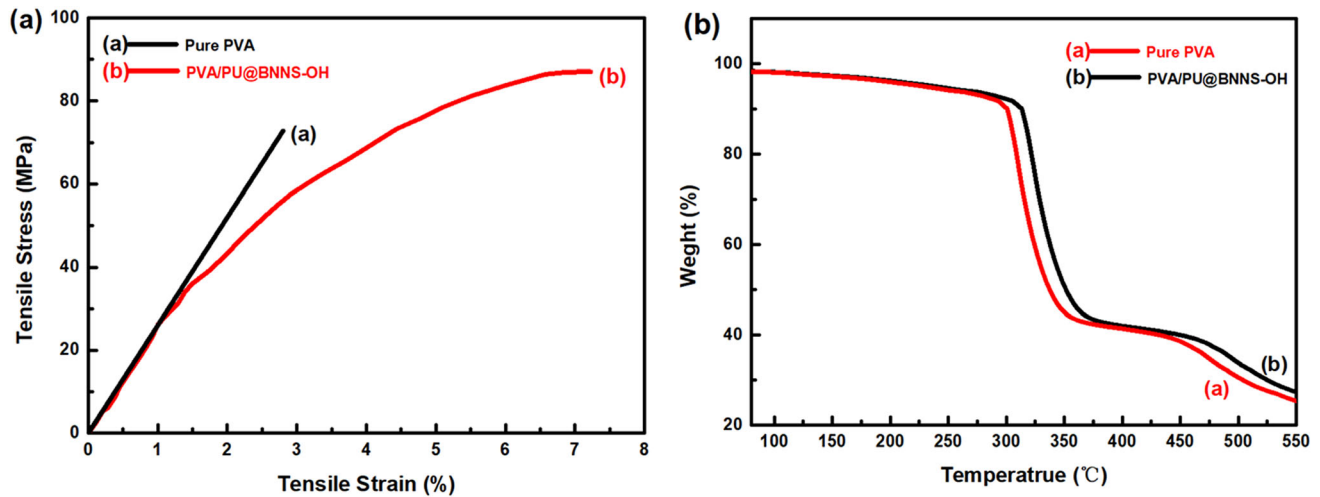 (a)
100
80
60
40
20
0
Tensile Stress (MPa)
(a) Pure PVA
(b) PVA/PU@BNNS-OH
(a)
(b)
0 1 2 3 4 5 6 7 8
Tensile Strain (%)
(b)
100
80
60
40
20
Weght (%)
(a) Pure PVA
(b) PVA/PU@BNNS-OH
(a)
(b)
100 150 200 250 300 350 400 450 500 550
Temperatrue (℃)